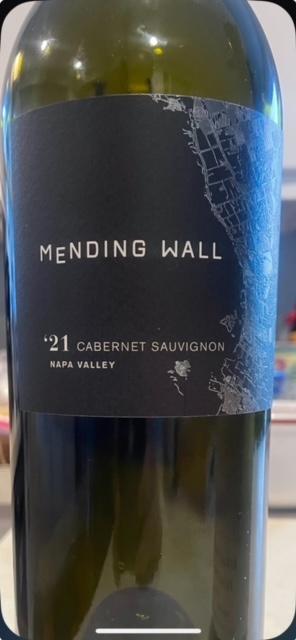 MENDING WALL
‘21 CABERNET SAUVIGNON
NAPA VALLEY